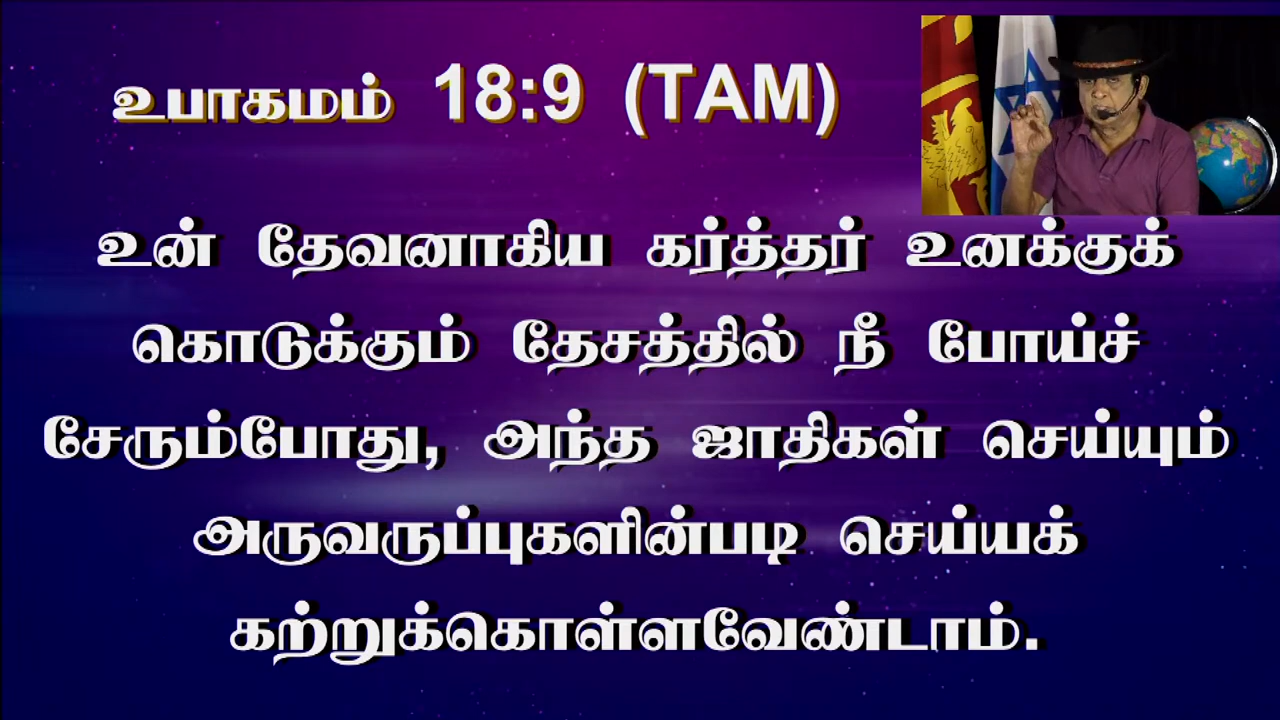 உபாகமம் 18:9 (TAM)
உன் தேவனாகிய கர்த்தர் உனக்குக்
கொடுக்கும் தேசத்தில் நீ போய்ச்
சேரும்போது, அந்த ஜாதிகள் செய்யும்
அருவருப்புகளின்படி செய்யக்
கற்றுக்கொள்ளவேண்டாம்.